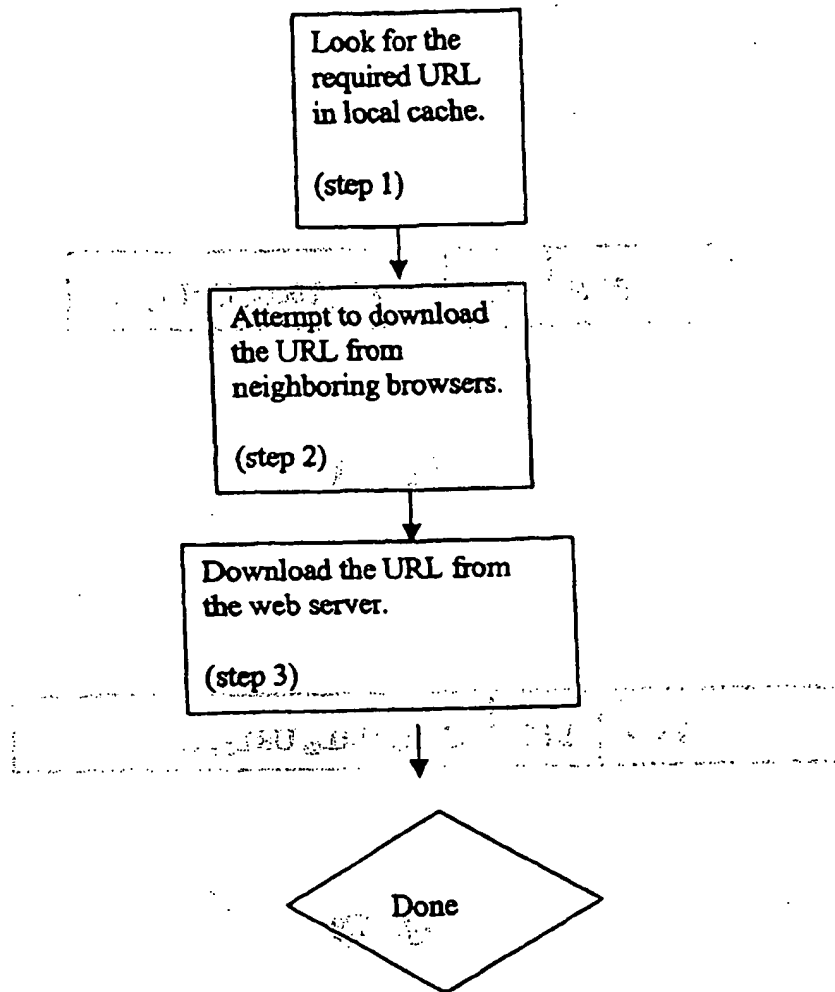 Look for the
required URL
in local cache.
(step 1)
Attempt to download
the URL from
neighboring browsers.
(step 2)
Download the URL from
the web server.
(step 3)
Done